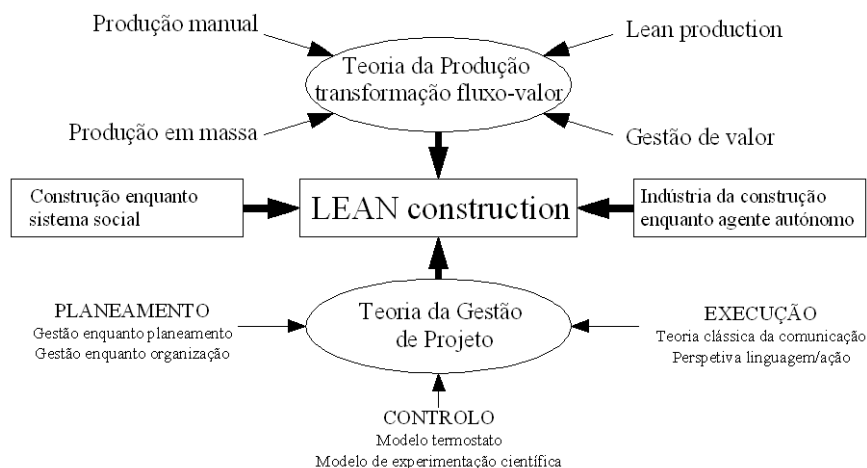 Produção manual
Lean production
Teoria da Produção
transformação fluxo-valor
Produção em massa
Gestão de valor
Construção enquanto
sistema social
LEAN construction
Indústria da construção
enquanto agente autónomo
PLANEAMENTO
Gestão enquanto planeamento
Gestão enquanto organização
Teoria da Gestão
de Projeto
EXECUÇÃO
Teoria clássica da comunicação
Perspetiva linguagem/ação
CONTROLO
Modelo termostato
Modelo de experimentação científica